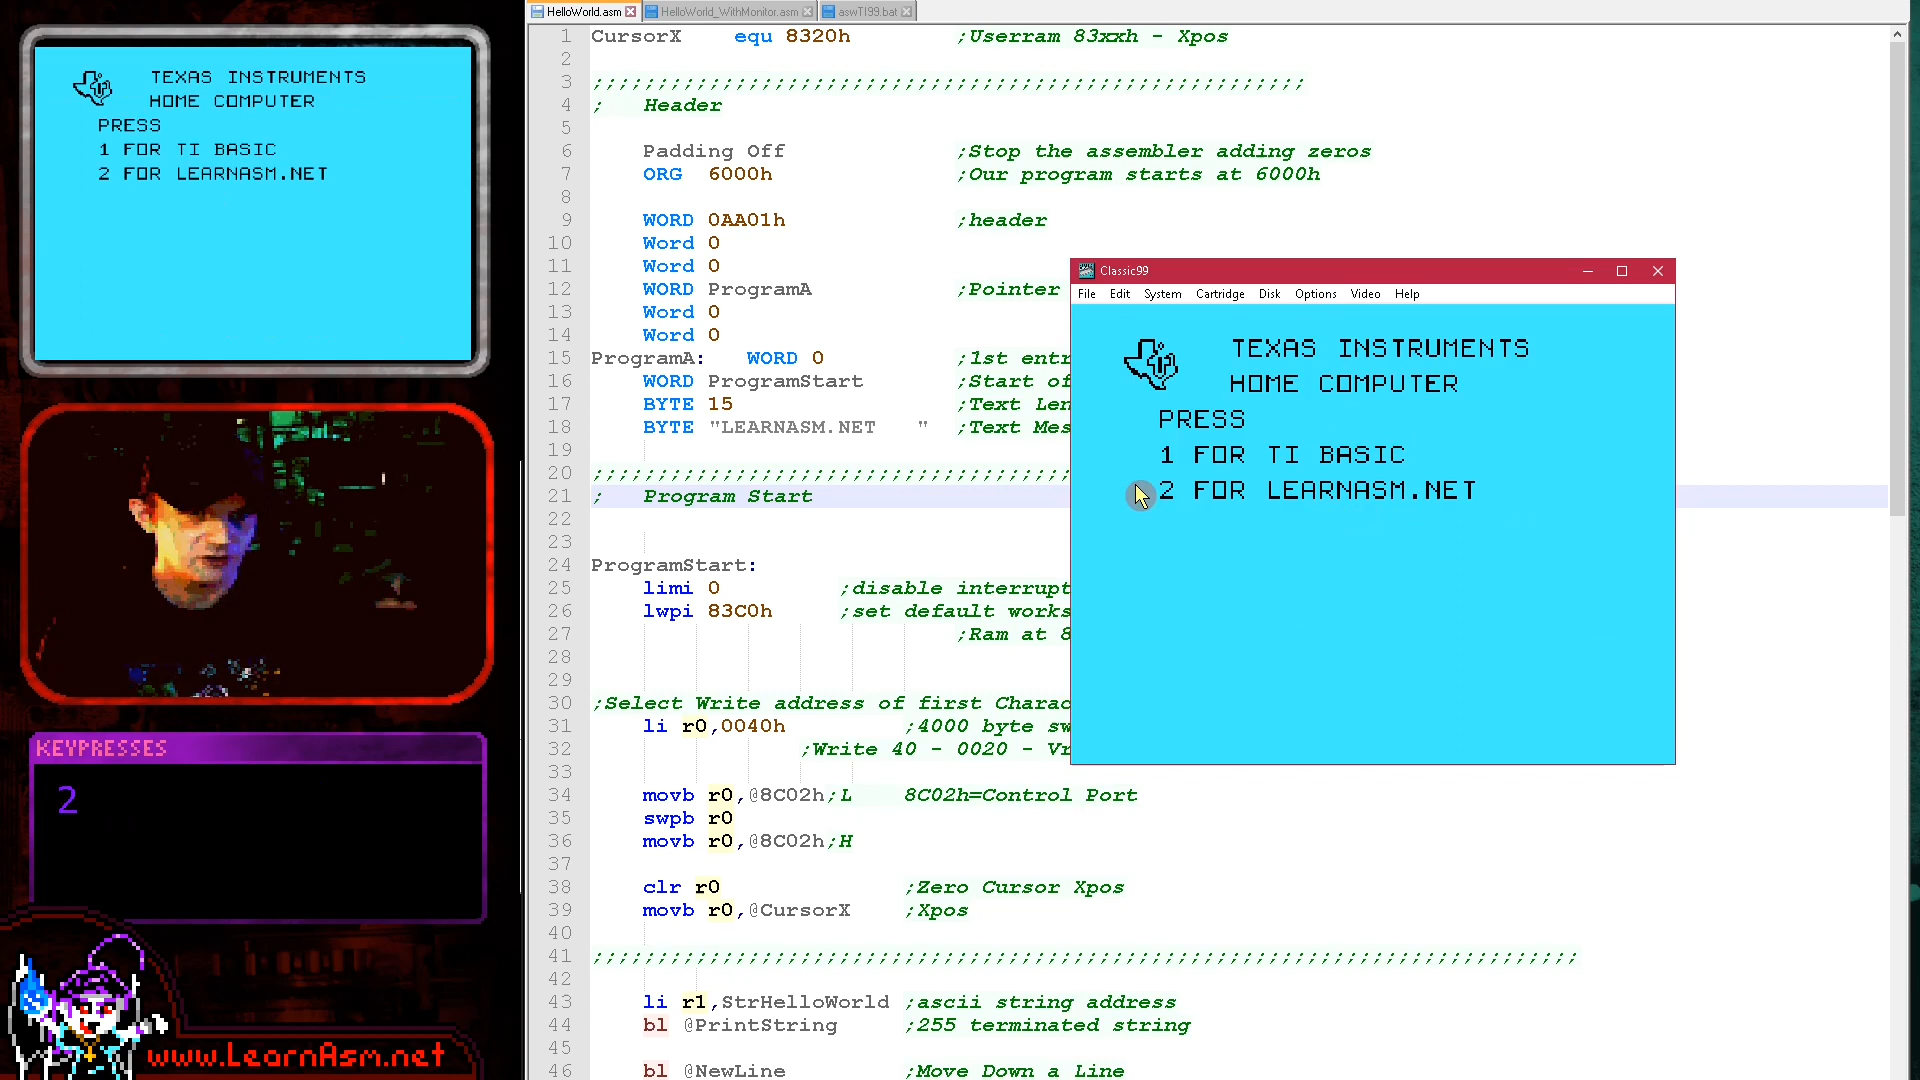 TEXAS INSTRUMENTS
HOME COMPUTER
PRESS
1 FOR TI BASIC
2 FOR LEARNASM.NET
KEYPRESSES
2
www.LearnAsm.net
HelloWorld.asm
HelloWorld_WithMonitor.asm
aswTI99.bat
1 CursorX equ 8320h ;Userram 83xxh - Xpos
2
3 ;;;;;;;;;;;;;;;;;;;;;;;;;;;;;;;;;;;;;;;;;;;;;;;;;;;;;;;
4 ; Header
5
6 Padding Off ;Stop the assembler adding zeros
7 ORG 6000h ;Our program starts at 6000h
8
9 WORD 0AA01h ;header
10 Word 0
11 Word 0
12 WORD ProgramA ;Pointer
13 Word 0
14 Word 0
15 ProgramA: WORD 0 ;1st entr
16 WORD ProgramStart ;Start of
17 BYTE 15 ;Text Len
18 BYTE "LEARNASM.NET   " ;Text Mes
19
20 ;;;;;;;;;;;;;;;;;;;;;;;;;;;;;;;;;;;;;
21 ; Program Start
22
23
24 ProgramStart:
25 limi 0 ;disable interrupt
26 lwpi 83C0h ;set default works
27 ;Ram at 8
28
29
30 ;Select Write address of first Charac
31 li r0,0040h ;4000 byte sw
32 ;Write 40 - 0020 - Vr
33
34 movb r0,@8C02h;L 8C02h=Control Port
35 swpb r0
36 movb r0,@8C02h;H
37
38 clr r0 ;Zero Cursor Xpos
39 movb r0,@CursorX ;Xpos
40
41 ;;;;;;;;;;;;;;;;;;;;;;;;;;;;;;;;;;;;;;;;;;;;;;;;;;;;;;;;;;;;;;;;;;;;;;;;;;;;
42
43 li r1,StrHelloWorld ;ascii string address
44 bl @PrintString ;255 terminated string
45
46 bl @NewLine ;Move Down a Line
Classic99
File Edit System Cartridge Disk Options Video Help
TEXAS INSTRUMENTS
HOME COMPUTER
PRESS
1 FOR TI BASIC
2 FOR LEARNASM.NET